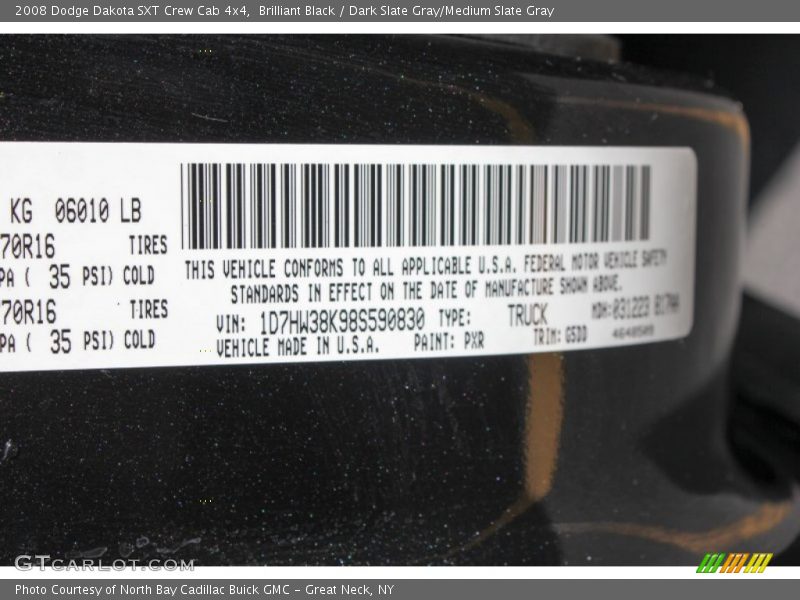 2008 Dodge Dakota SXT Crew Cab 4x4, Brilliant Black / Dark Slate Gray/Medium Slate Gray
KG 06010 LB
70R16 TIRES
PA ( 35 PSI) COLD
70R16 TIRES
PA ( 35 PSI) COLD
THIS VEHICLE CONFORMS TO ALL APPLICABLE U.S.A. FEDERAL MOTOR VEHICLE SAFETY
STANDARDS IN EFFECT ON THE DATE OF MANUFACTURE SHOWN ABOVE.
VIN: 1D7HW38K98S590830 TYPE: TRUCK MDH:031223
VEHICLE MADE IN U.S.A. PAINT: PXR TRIM:
GTcarlot.com
Photo Courtesy of North Bay Cadillac Buick GMC - Great Neck, NY